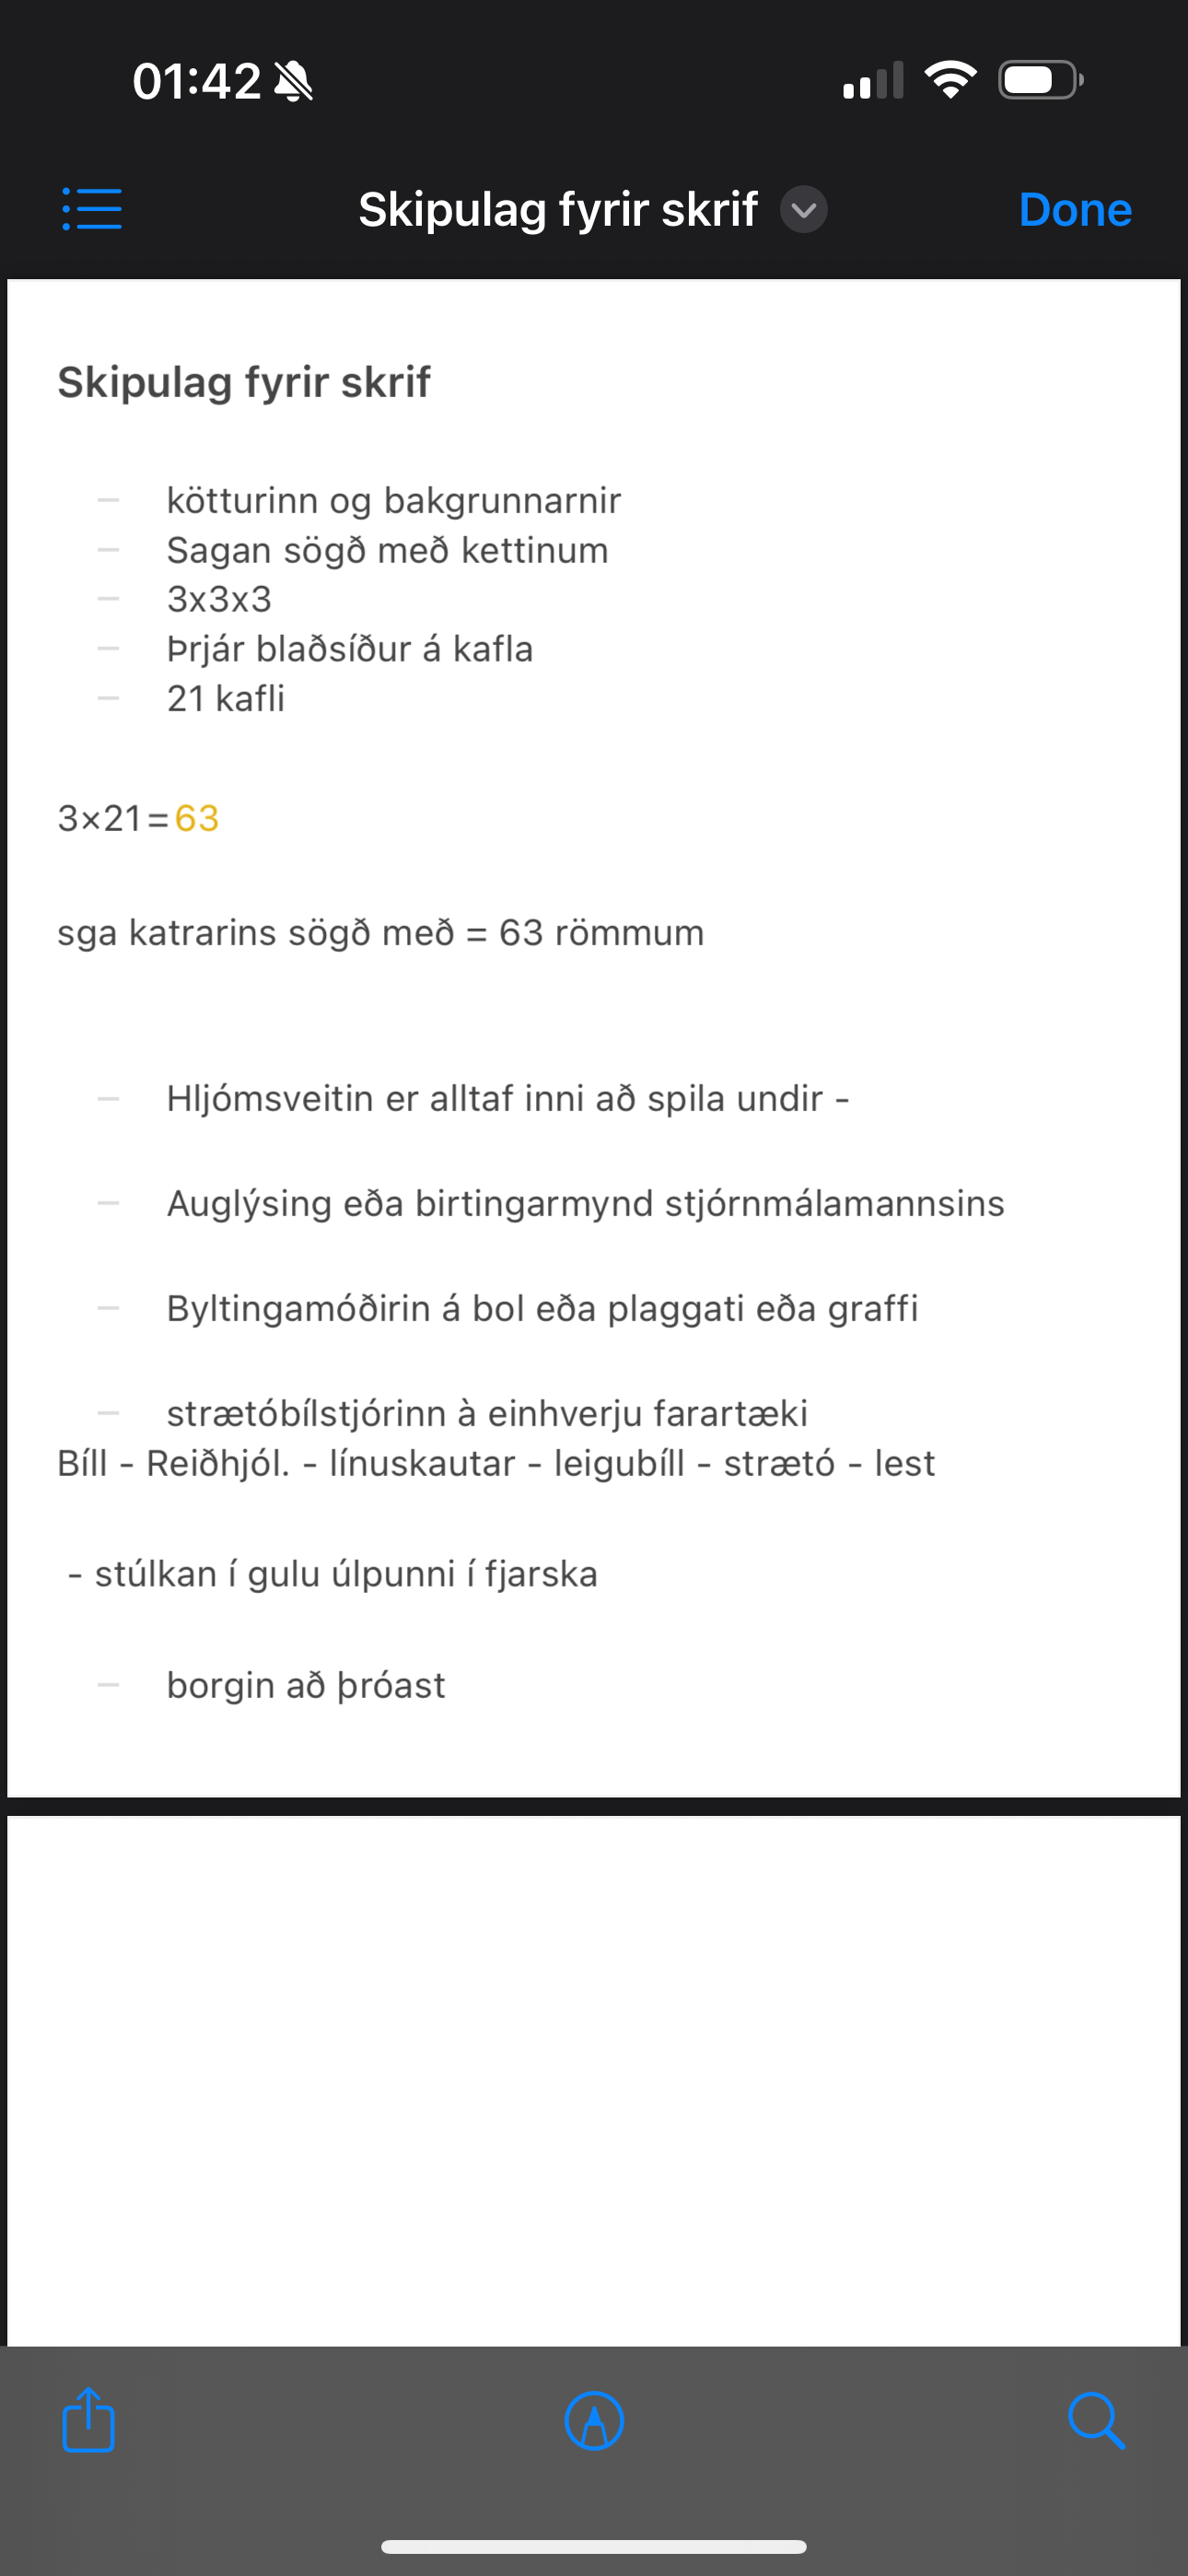 01:42
Skipulag fyrir skrif
Done
Skipulag fyrir skrif
– kötturinn og bakgrunnarnir
– Sagan sögð með kettinum
– 3x3x3
– Þrjár blaðsíður á kafla
– 21 kafli
3×21=63
sga katrarins sögð með = 63 römmum
– Hljómsveitin er alltaf inni að spila undir -
– Auglýsing eða birtingarmynd stjórnmálamannsins
– Byltingamóðirin á bol eða plaggati eða graffi
– strætóbílstjórinn à einhverju farartæki
Bíll - Reiðhjól. - línuskautar - leigubíll - strætó - lest
- stúlkan í gulu úlpunni í fjarska
– borgin að þróast